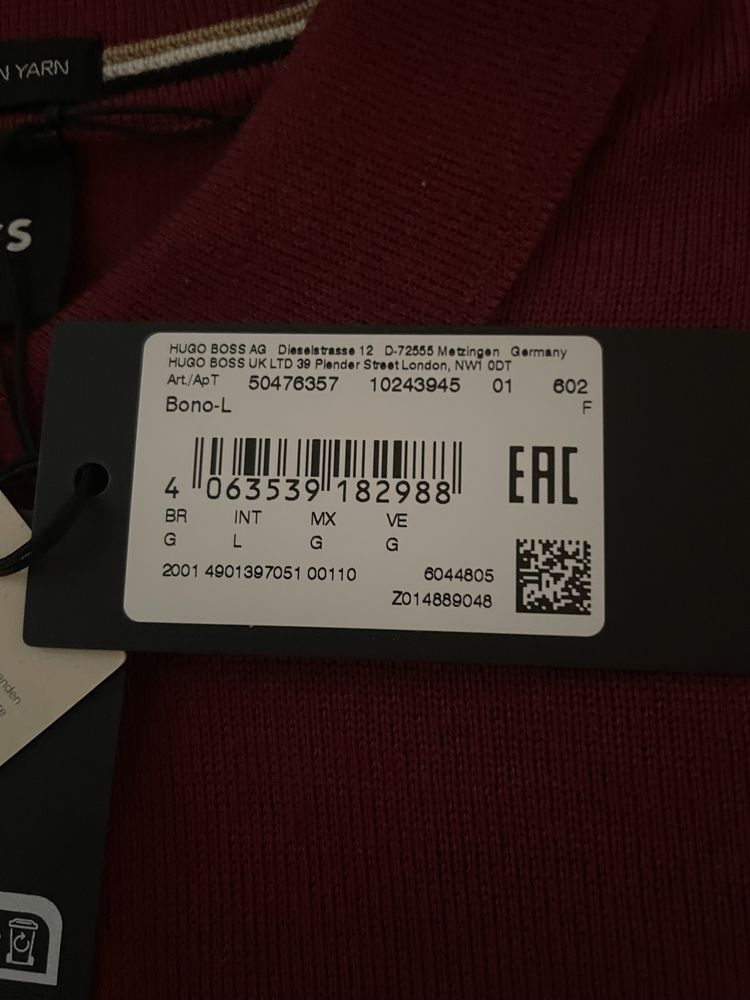 N YARN
S
HUGO BOSS AG Dieselstrasse 12 D-72555 Metzingen Germany
HUGO BOSS UK LTD 39 Plender Street London, NW1 0DT
Art./ApT 50476357 10243945 01 602
Bono-L F
4 063539 182988
EAC
BR INT MX VE
G L G G
2001 4901397051 00110 6044805
Z014889048
anden
re